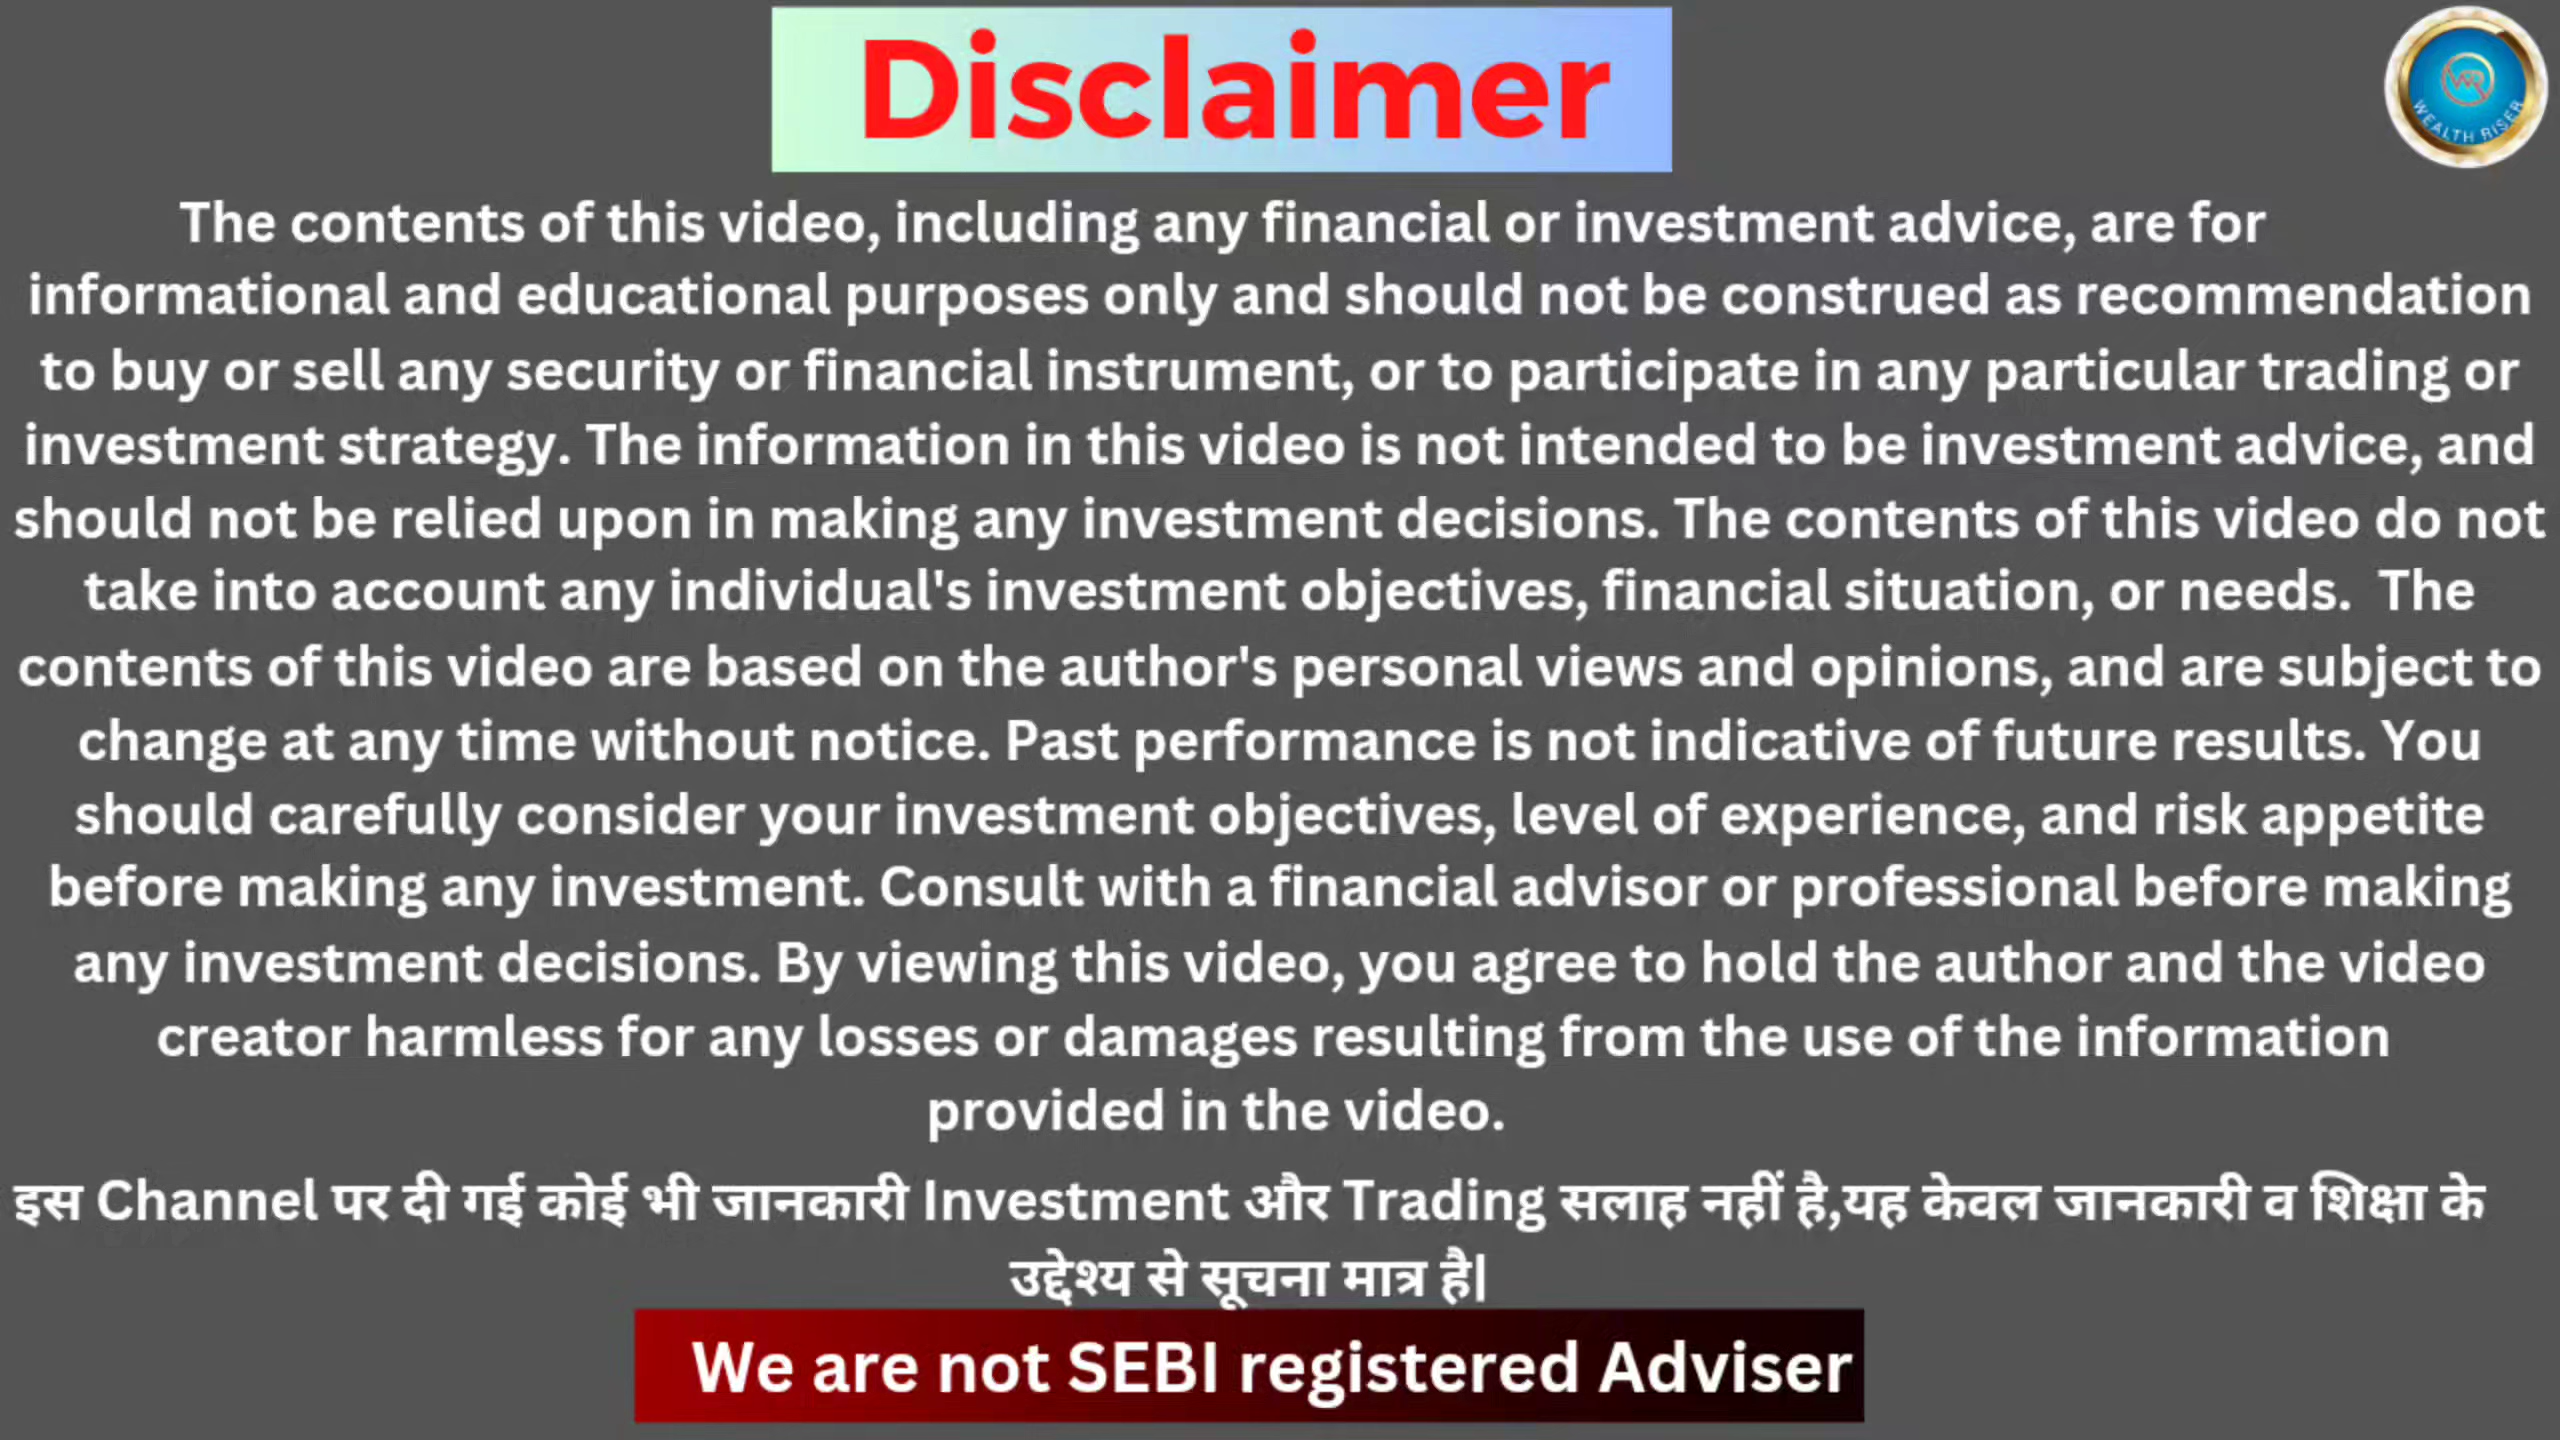 Disclaimer
WR
WEALTH RISER
The contents of this video, including any financial or investment advice, are for
informational and educational purposes only and should not be construed as recommendation
to buy or sell any security or financial instrument, or to participate in any particular trading or
investment strategy. The information in this video is not intended to be investment advice, and
should not be relied upon in making any investment decisions. The contents of this video do not
take into account any individual's investment objectives, financial situation, or needs.  The
contents of this video are based on the author's personal views and opinions, and are subject to
change at any time without notice. Past performance is not indicative of future results. You
should carefully consider your investment objectives, level of experience, and risk appetite
before making any investment. Consult with a financial advisor or professional before making
any investment decisions. By viewing this video, you agree to hold the author and the video
creator harmless for any losses or damages resulting from the use of the information
provided in the video.
इस Channel पर दी गई कोई भी जानकारी Investment और Trading सलाह नहीं है,यह केवल जानकारी व शिक्षा के
उद्देश्य से सूचना मात्र है|
We are not SEBI registered Adviser